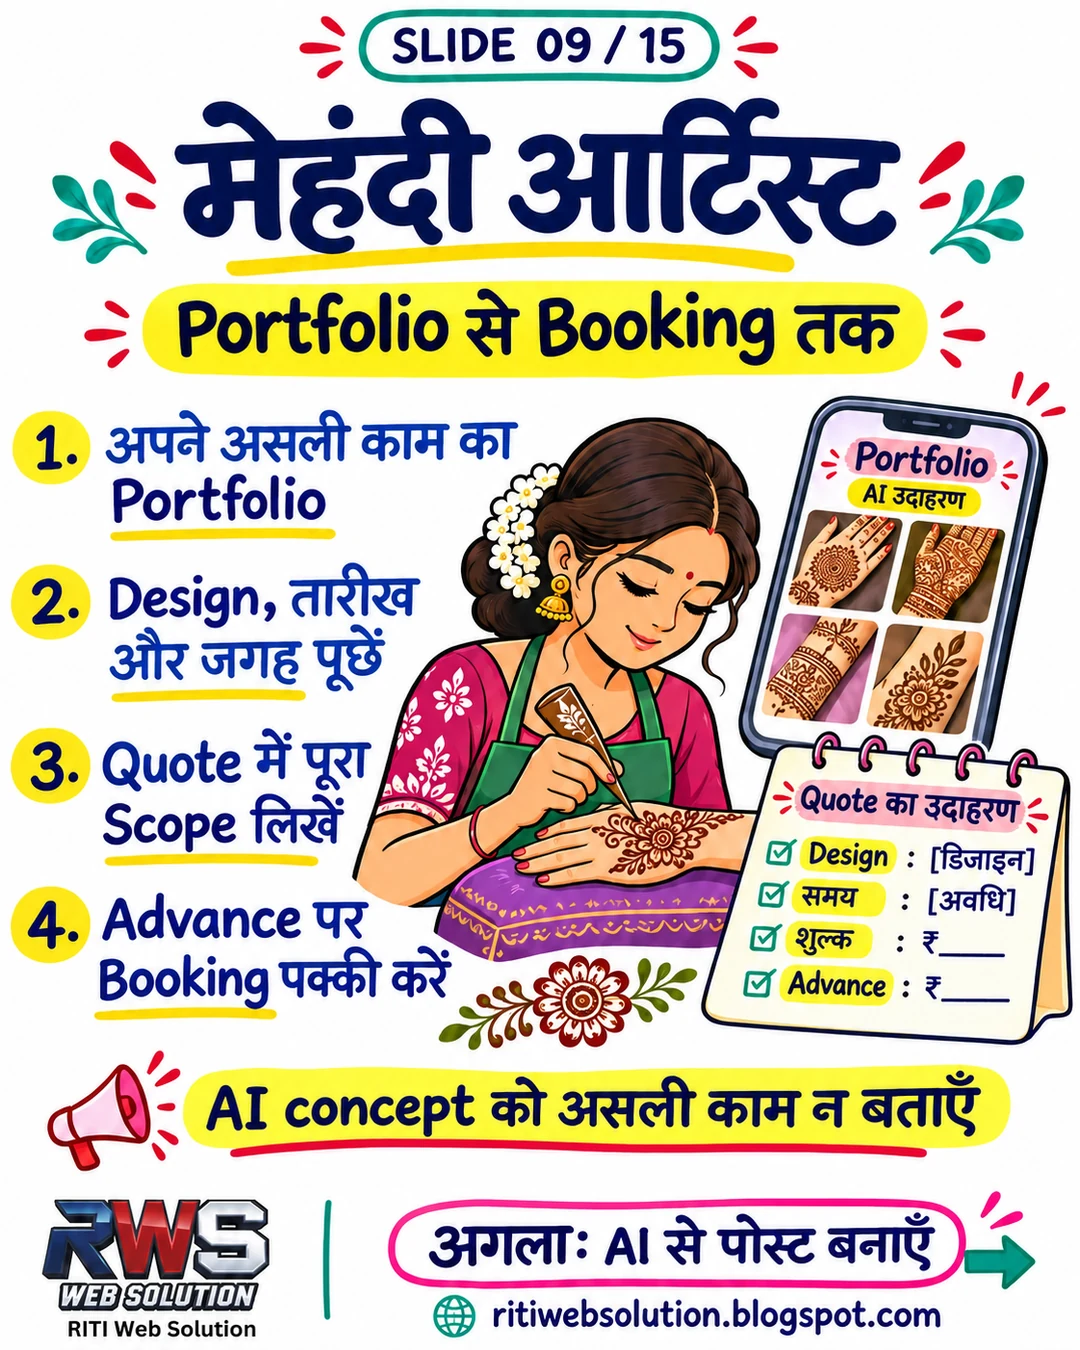 SLIDE 09 / 15
मेहंदी आर्टिस्ट
Portfolio से Booking तक
1. अपने असली काम का
Portfolio
2. Design, तारीख
और जगह पूछें
3. Quote में पूरा
Scope लिखें
4. Advance पर
Booking पक्की करें
Portfolio
AI उदाहरण
Quote का उदाहरण
Design : [डिजाइन]
समय : [अवधि]
शुल्क : ₹____
Advance : ₹____
AI concept को असली काम न बताएँ
RWS
WEB SOLUTION
RITI Web Solution
अगला: AI से पोस्ट बनाएँ
ritiwebsolution.blogspot.com